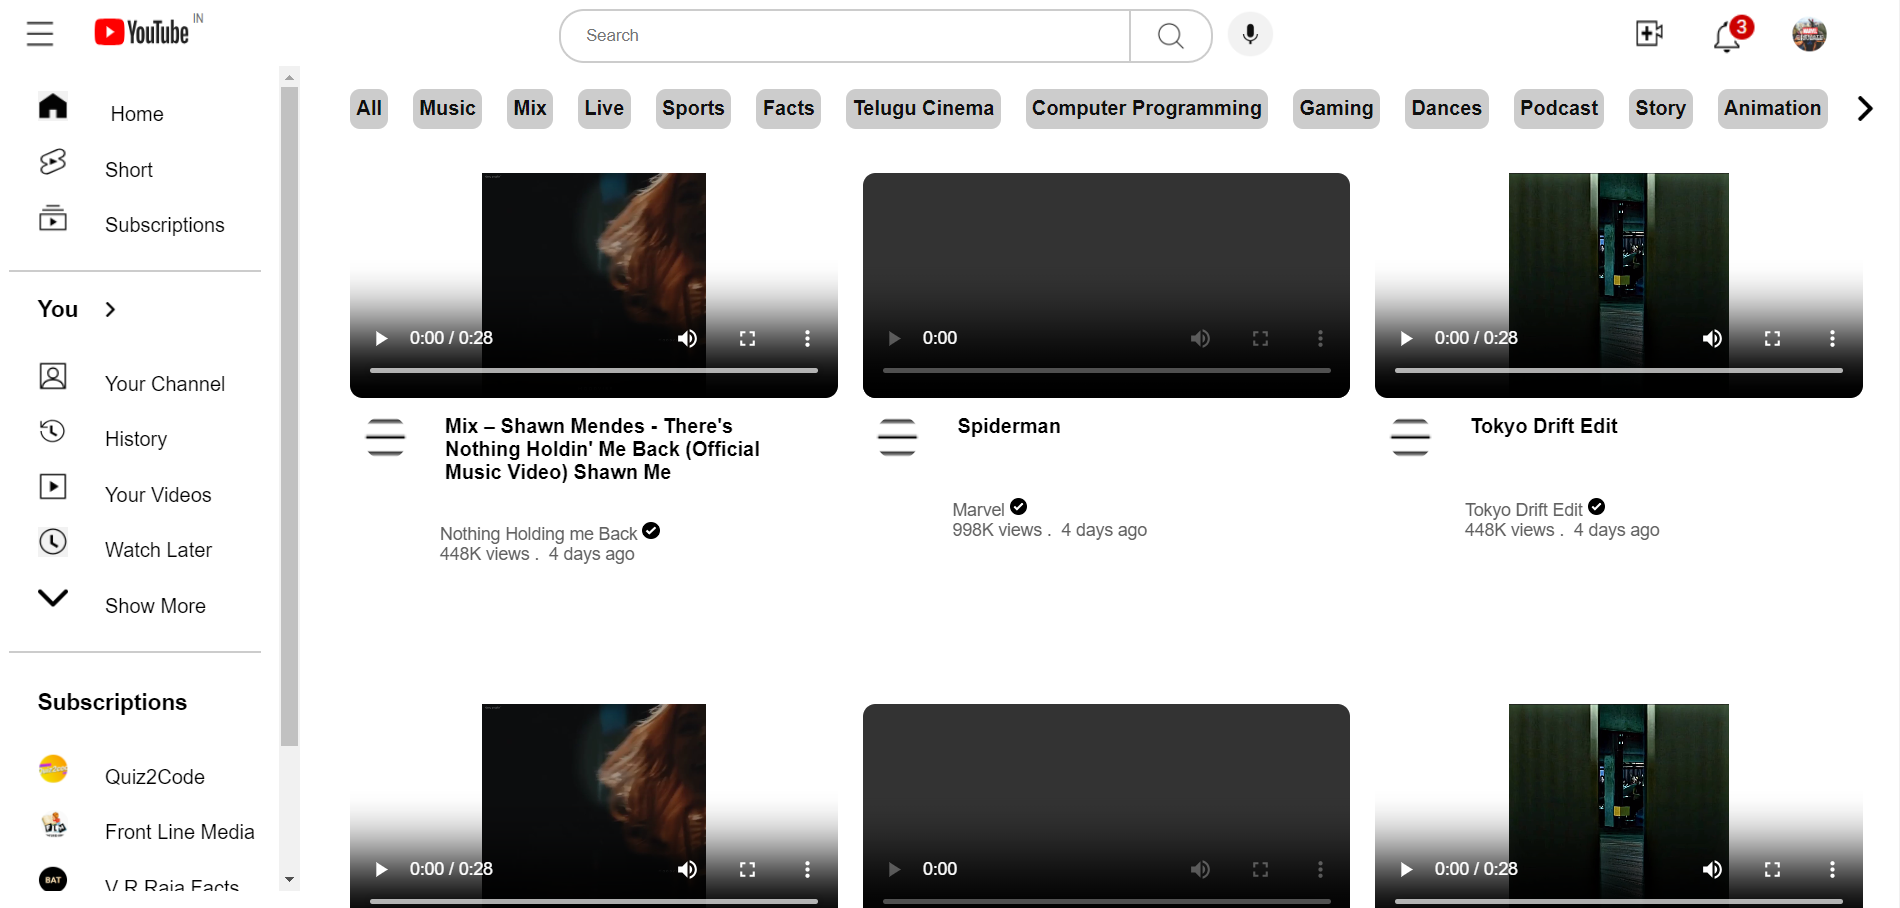 YouTube IN
Search
3
Home
Short
Subscriptions
You
Your Channel
History
Your Videos
Watch Later
Show More
Subscriptions
Quiz2Code
Front Line Media
BAT
V R Raja Facts
All Music Mix Live Sports Facts Telugu Cinema Computer Programming Gaming Dances Podcast Story Animation
0:00 / 0:28
0:00
0:00 / 0:28
Mix – Shawn Mendes - There's
Nothing Holdin' Me Back (Official
Music Video) Shawn Me
Nothing Holding me Back
448K views . 4 days ago
Spiderman
Marvel
998K views . 4 days ago
Tokyo Drift Edit
Tokyo Drift Edit
448K views . 4 days ago
0:00 / 0:28
0:00
0:00 / 0:28